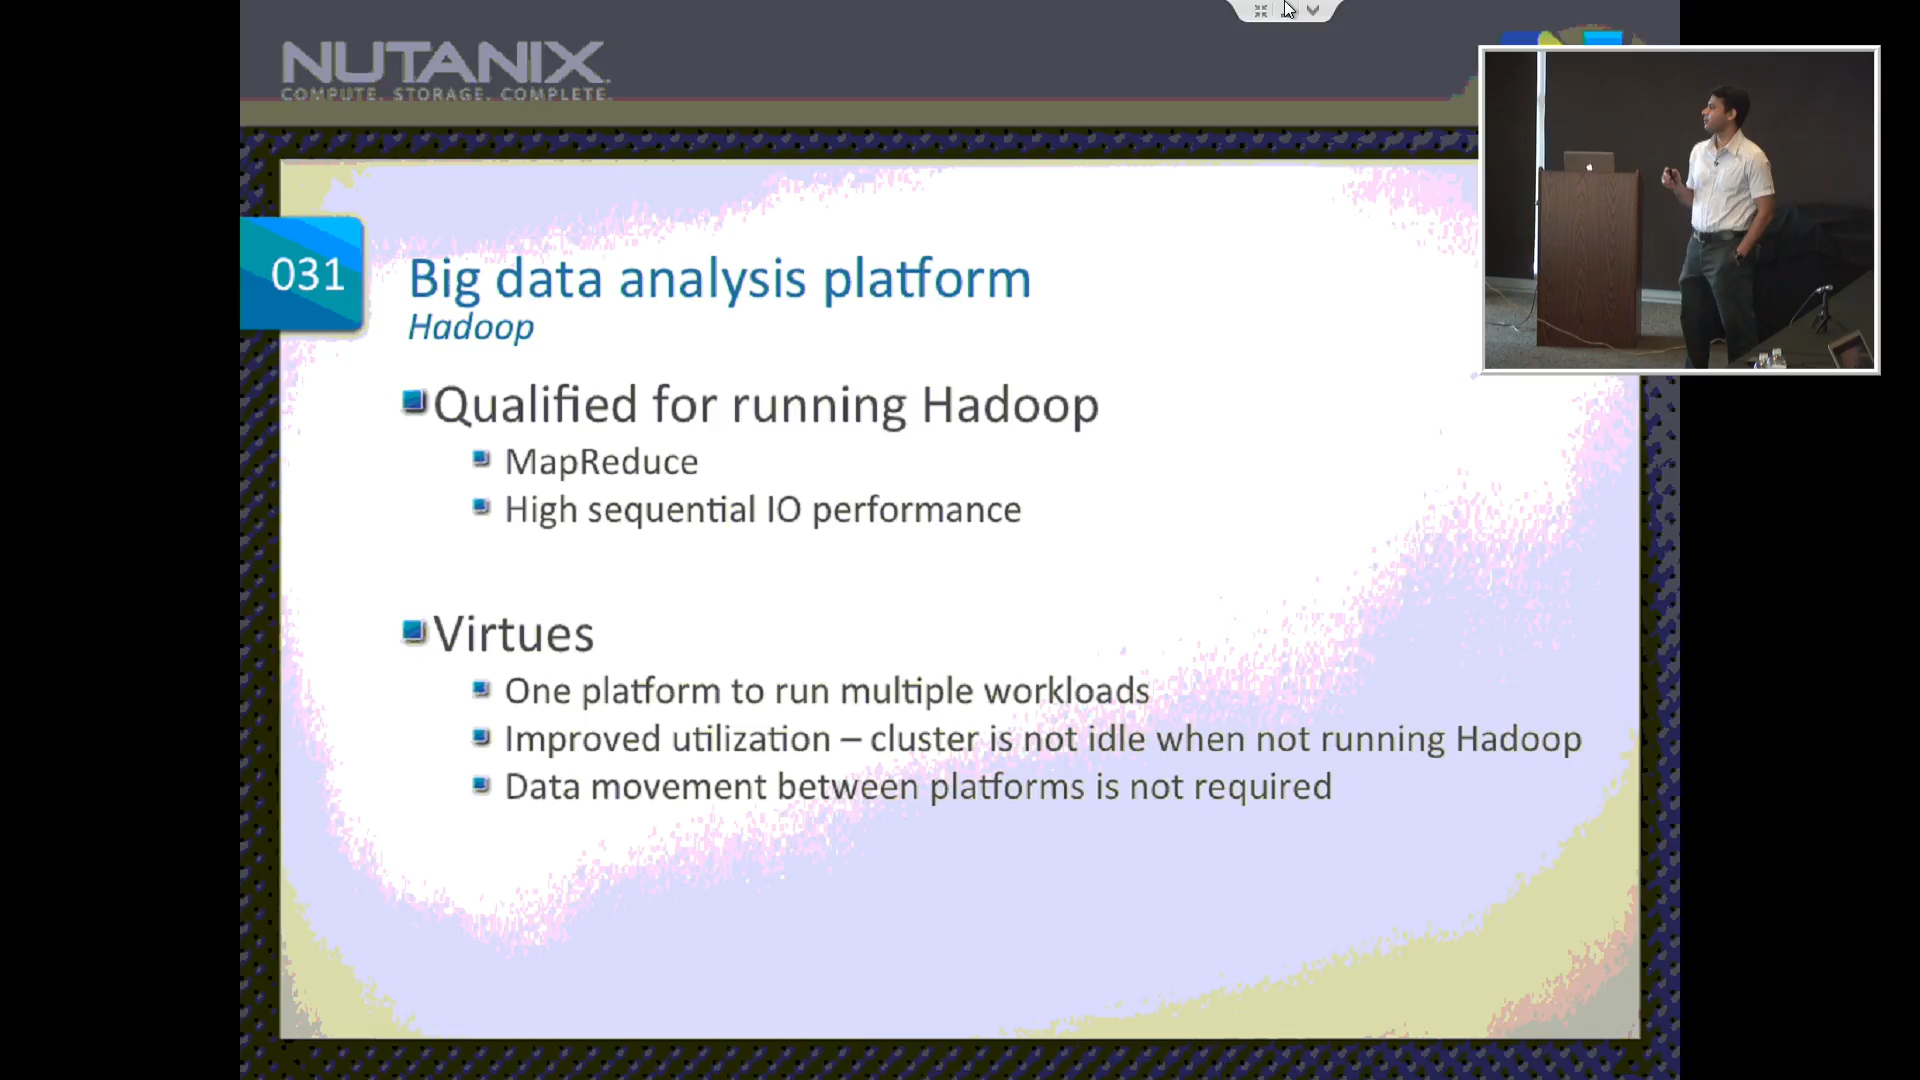 NUTANIX
COMPUTE. STORAGE. COMPLETE.
031
Big data analysis platform
Hadoop
Qualified for running Hadoop
MapReduce
High sequential IO performance
Virtues
One platform to run multiple workloads
Improved utilization – cluster is not idle when not running Hadoop
Data movement between platforms is not required